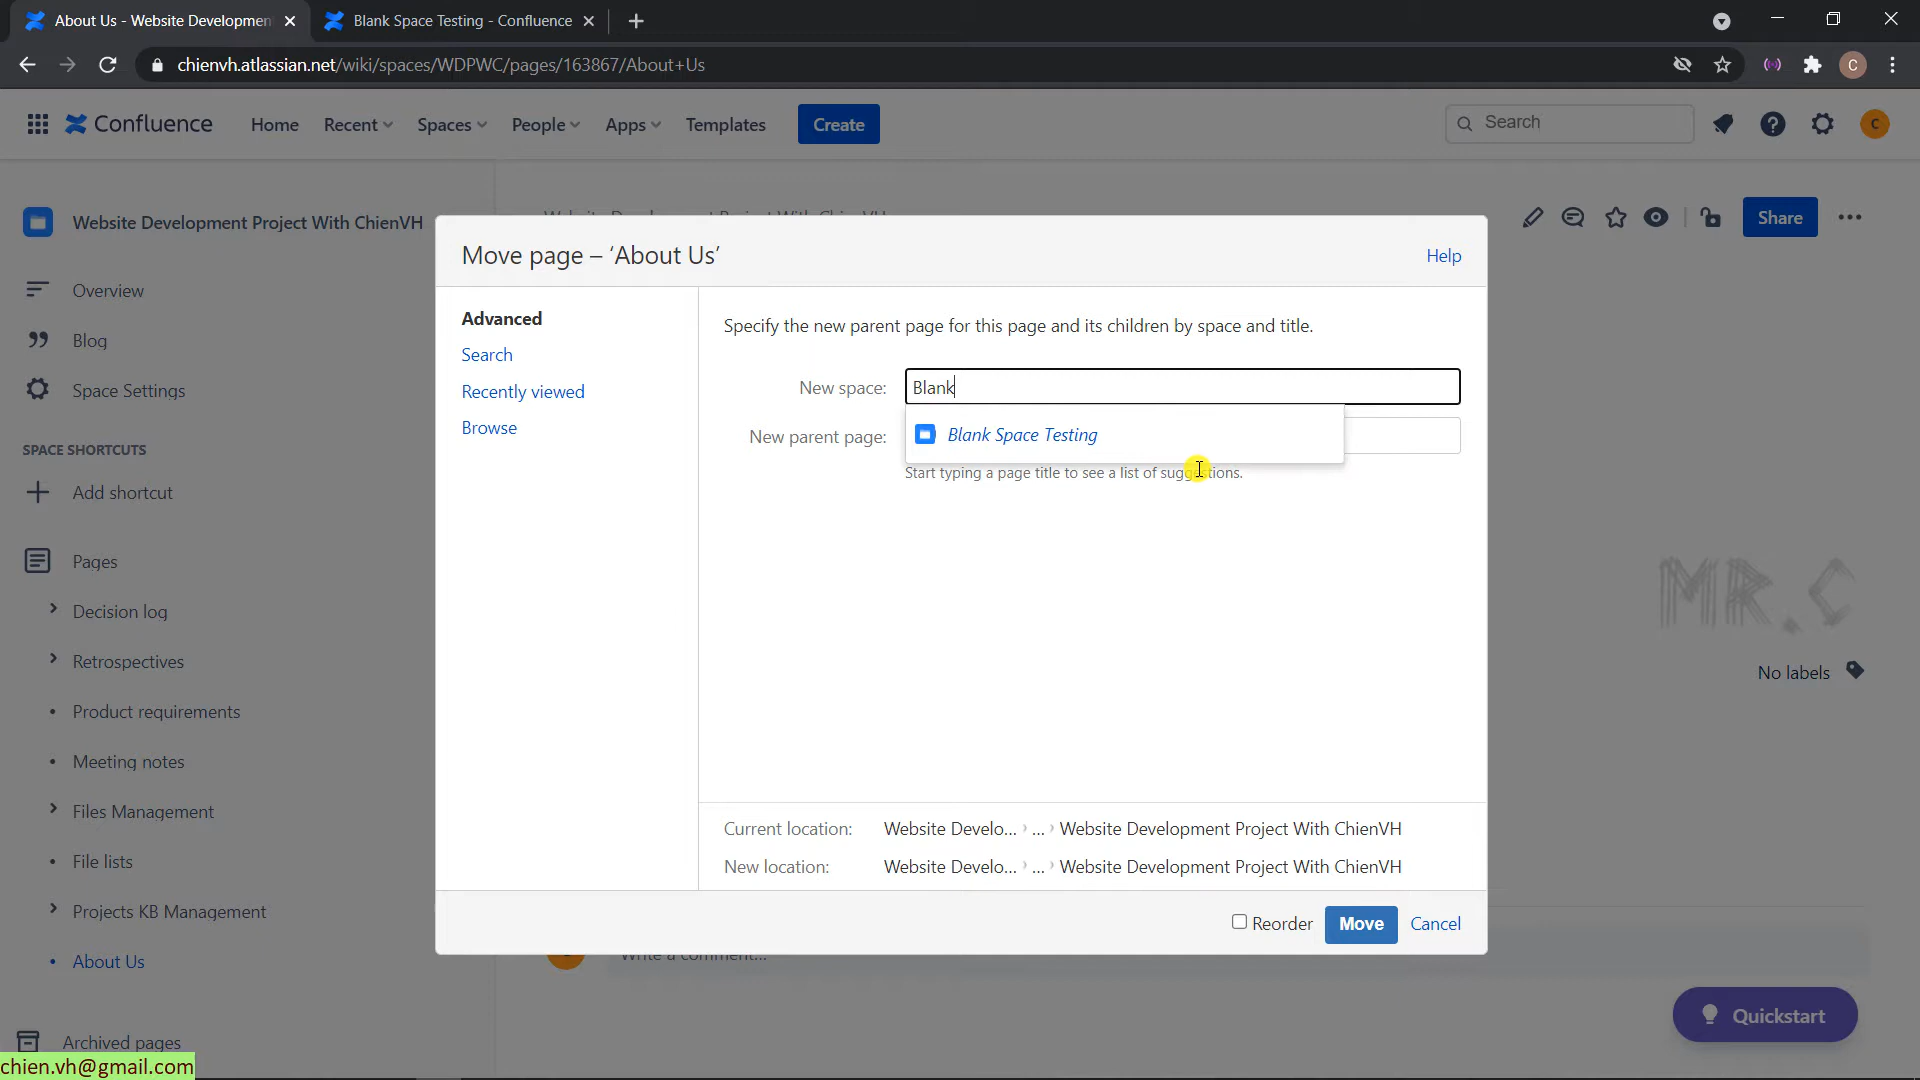 About Us - Website Developmen
Blank Space Testing - Confluence
chienvh.atlassian.net/wiki/spaces/WDPWC/pages/163867/About+Us
C
Confluence
Home
Recent
Spaces
People
Apps
Templates
Create
Search
C
Website Development Project With ChienVH
Share
Overview
Blog
Space Settings
SPACE SHORTCUTS
Add shortcut
Pages
Decision log
Retrospectives
Product requirements
Meeting notes
Files Management
File lists
Projects KB Management
About Us
Archived pages
chien.vh@gmail.com
Website Development Project With ChienVH
Move page – ‘About Us’
Help
Advanced
Search
Recently viewed
Browse
Specify the new parent page for this page and its children by space and title.
New space:
Blank
Blank Space Testing
New parent page:
Start typing a page title to see a list of suggestions.
Current location:
Website Develo... › ... › Website Development Project With ChienVH
New location:
Website Develo... › ... › Website Development Project With ChienVH
Reorder
Move
Cancel
Write a comment...
MR.C
No labels
Quickstart